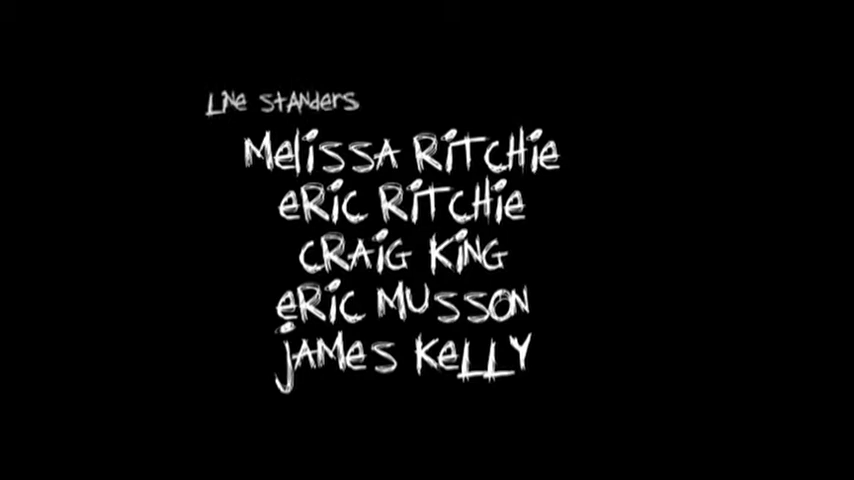 Line Standers
Melissa Ritchie
Eric Ritchie
Craig King
Eric Musson
James Kelly